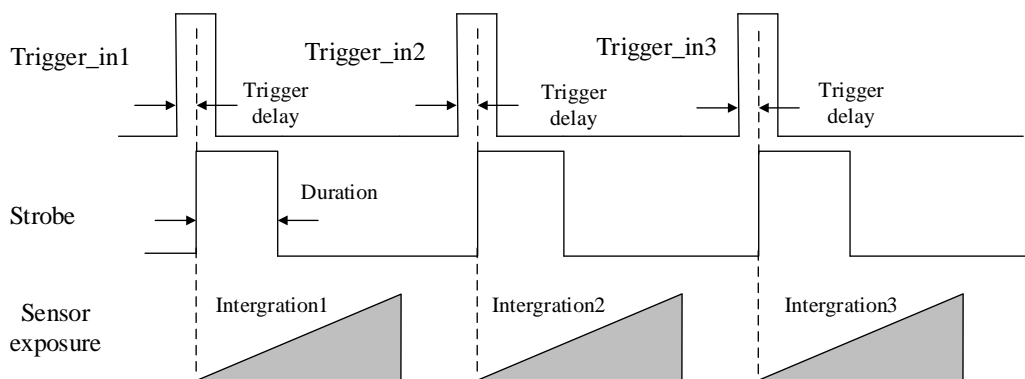 Trigger_in1
Trigger_in2
Trigger_in3
Trigger
delay
Trigger
delay
Trigger
delay
Strobe
Duration
Sensor
exposure
Intergration1
Intergration2
Intergration3